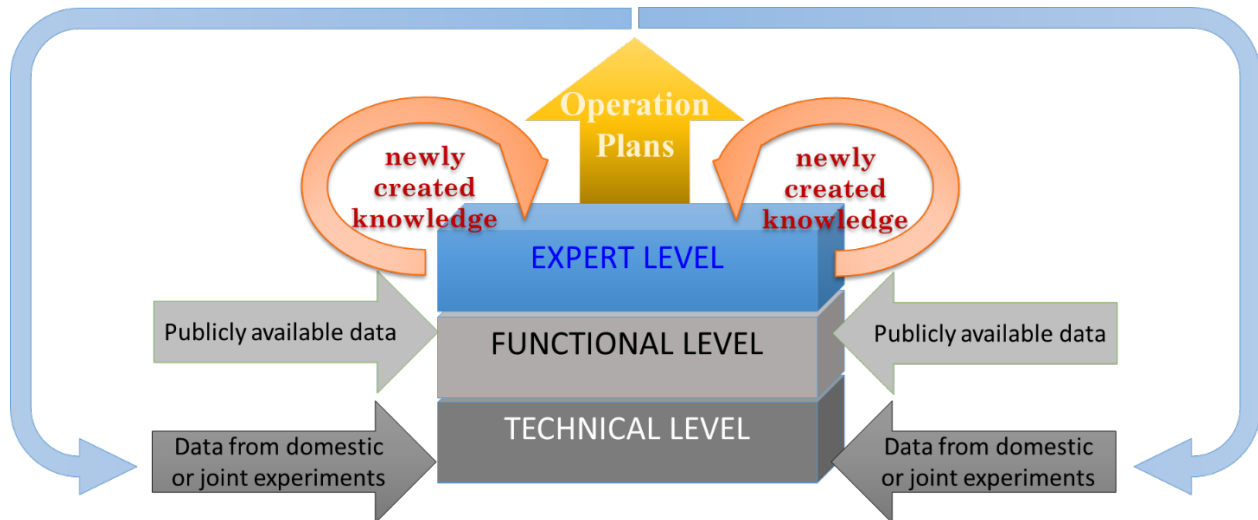 Operation
Plans
newly
created
knowledge
newly
created
knowledge
EXPERT LEVEL
Publicly available data
FUNCTIONAL LEVEL
Publicly available data
TECHNICAL LEVEL
Data from domestic
or joint experiments
Data from domestic
or joint experiments